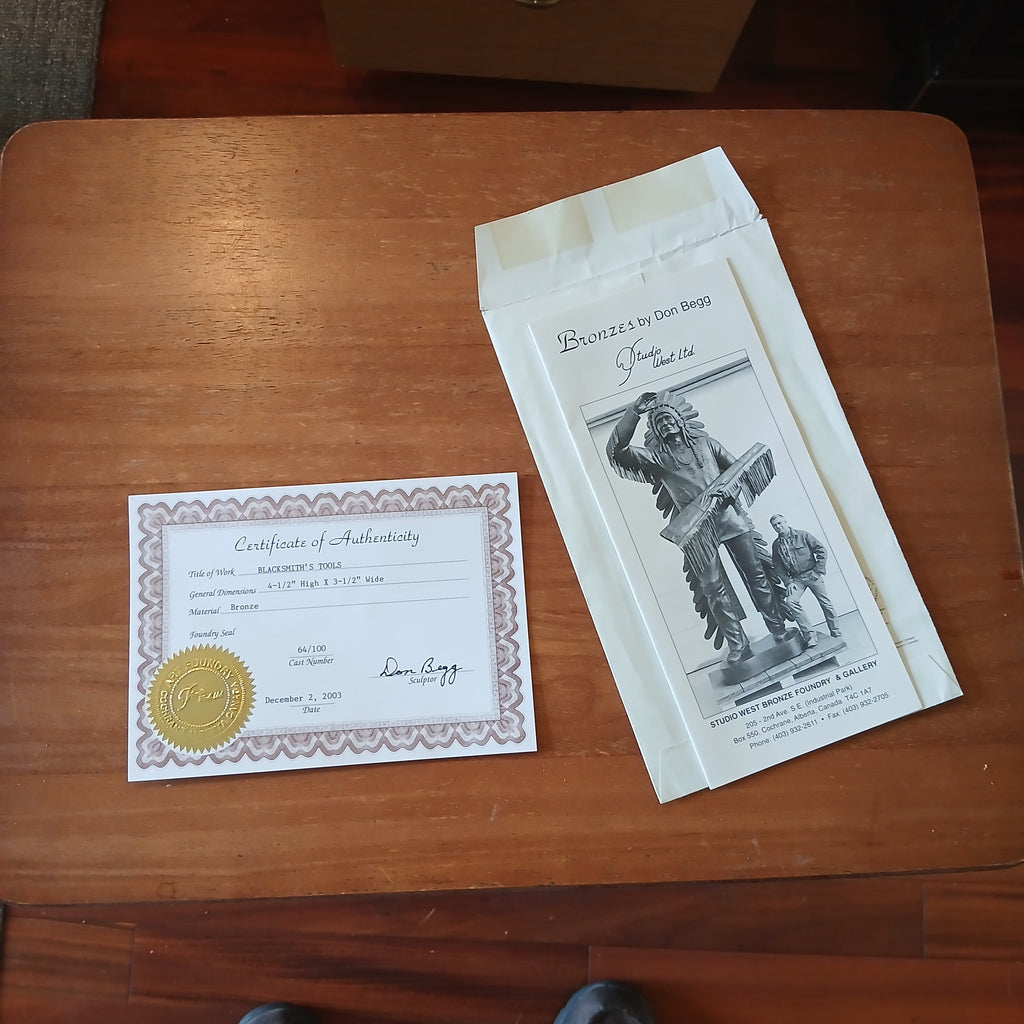 Certificate of Authenticity
Title of Work BLACKSMITH'S TOOLS
General Dimensions 4-1/2" High X 3-1/2" Wide
Material Bronze
Foundry Seal
64/100
Cast Number
Don Begg
Sculptor
December 2, 2003
Date
Bronzes by Don Begg
Studio West Ltd
STUDIO WEST BRONZE FOUNDRY & GALLERY
205 - 2nd Ave. S.E. (Industrial Park)
Box 550, Cochrane, Alberta, Canada, T4C 1A7
Phone: (403) 932-2611 • Fax: (403) 932-2705